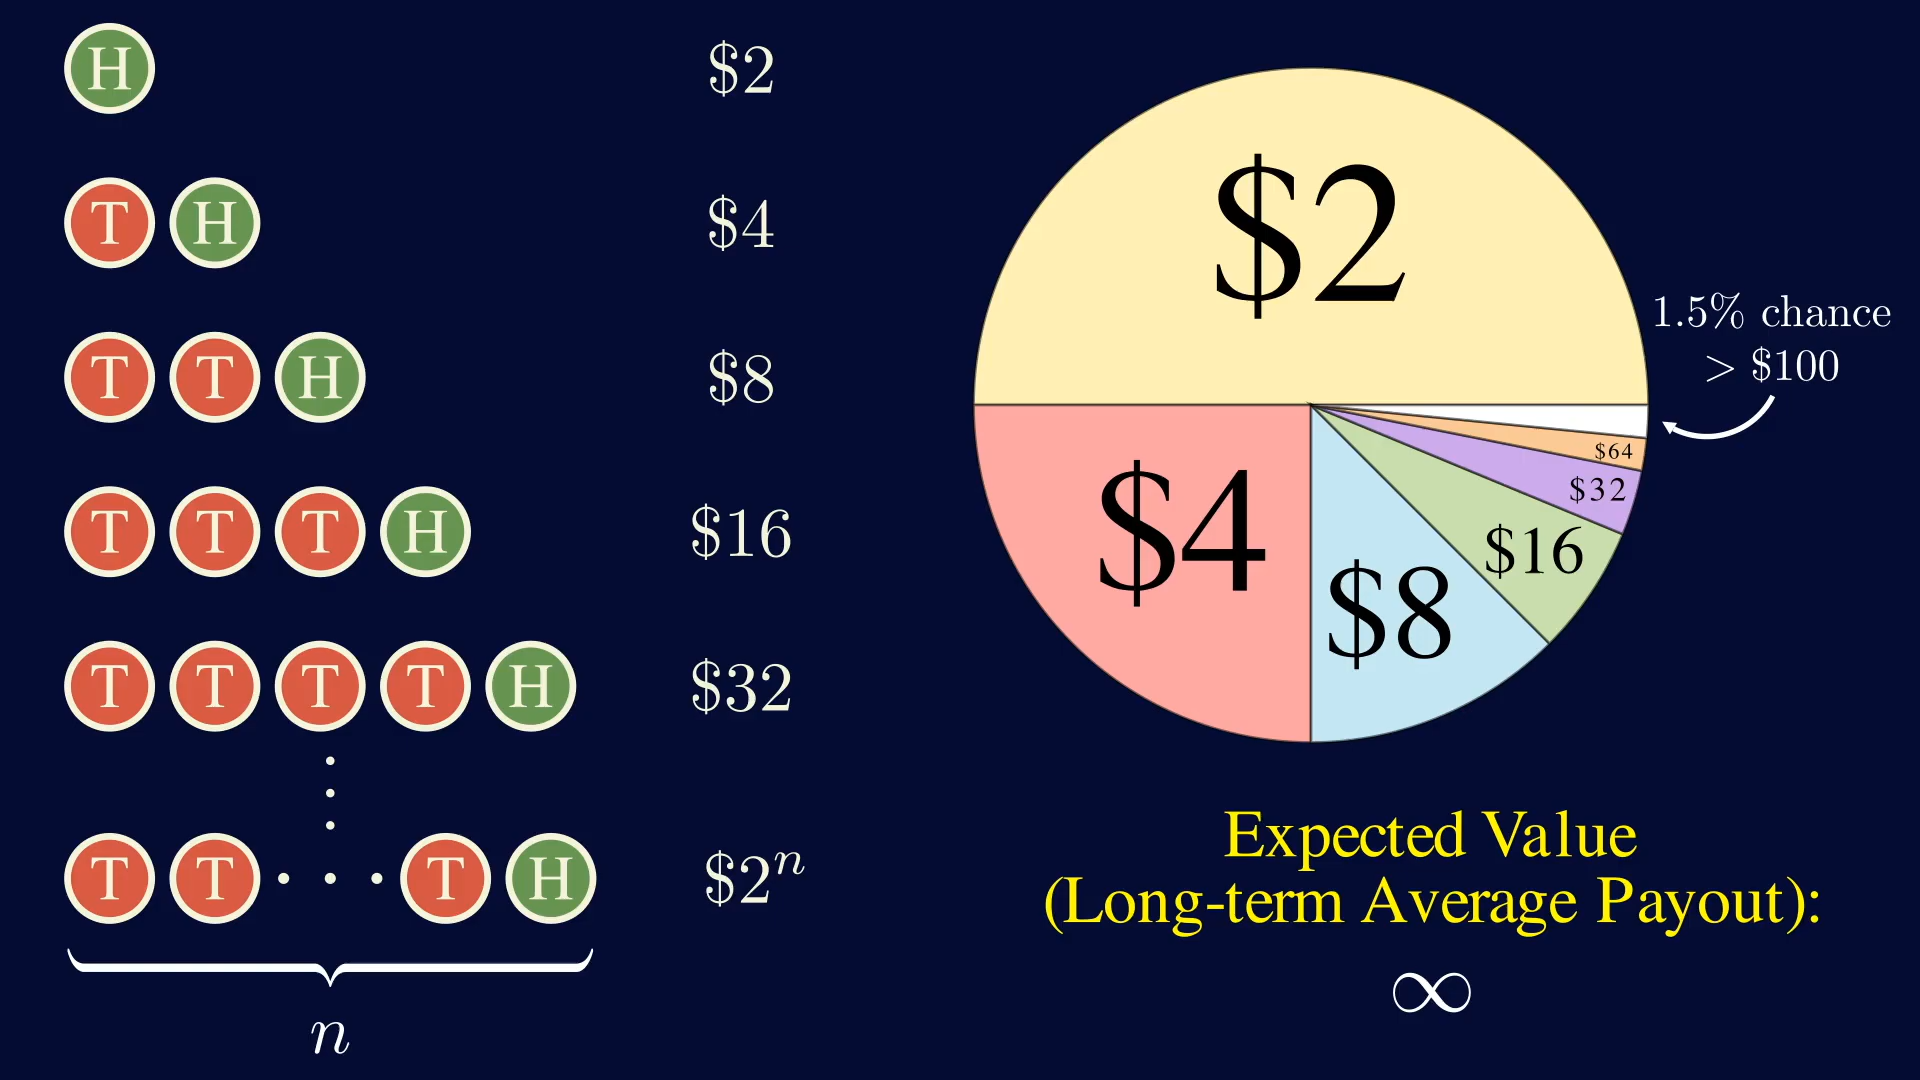 H $2
T H $4
T T H $8
T T T H $16
T T T T H $32
T T · · · T H $2ⁿ
n
$2
$4
$8
$16
$32
$64
1.5% chance
> $100
Expected Value
(Long-term Average Payout):
∞